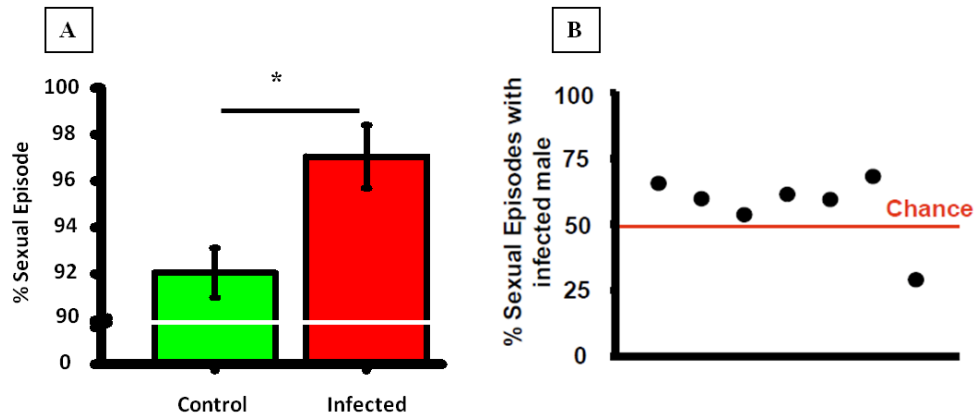 A
*
% Sexual Episode
100
98
96
94
92
90
0
Control
Infected
B
% Sexual Episodes with
infected male
100
75
50
25
0
Chance